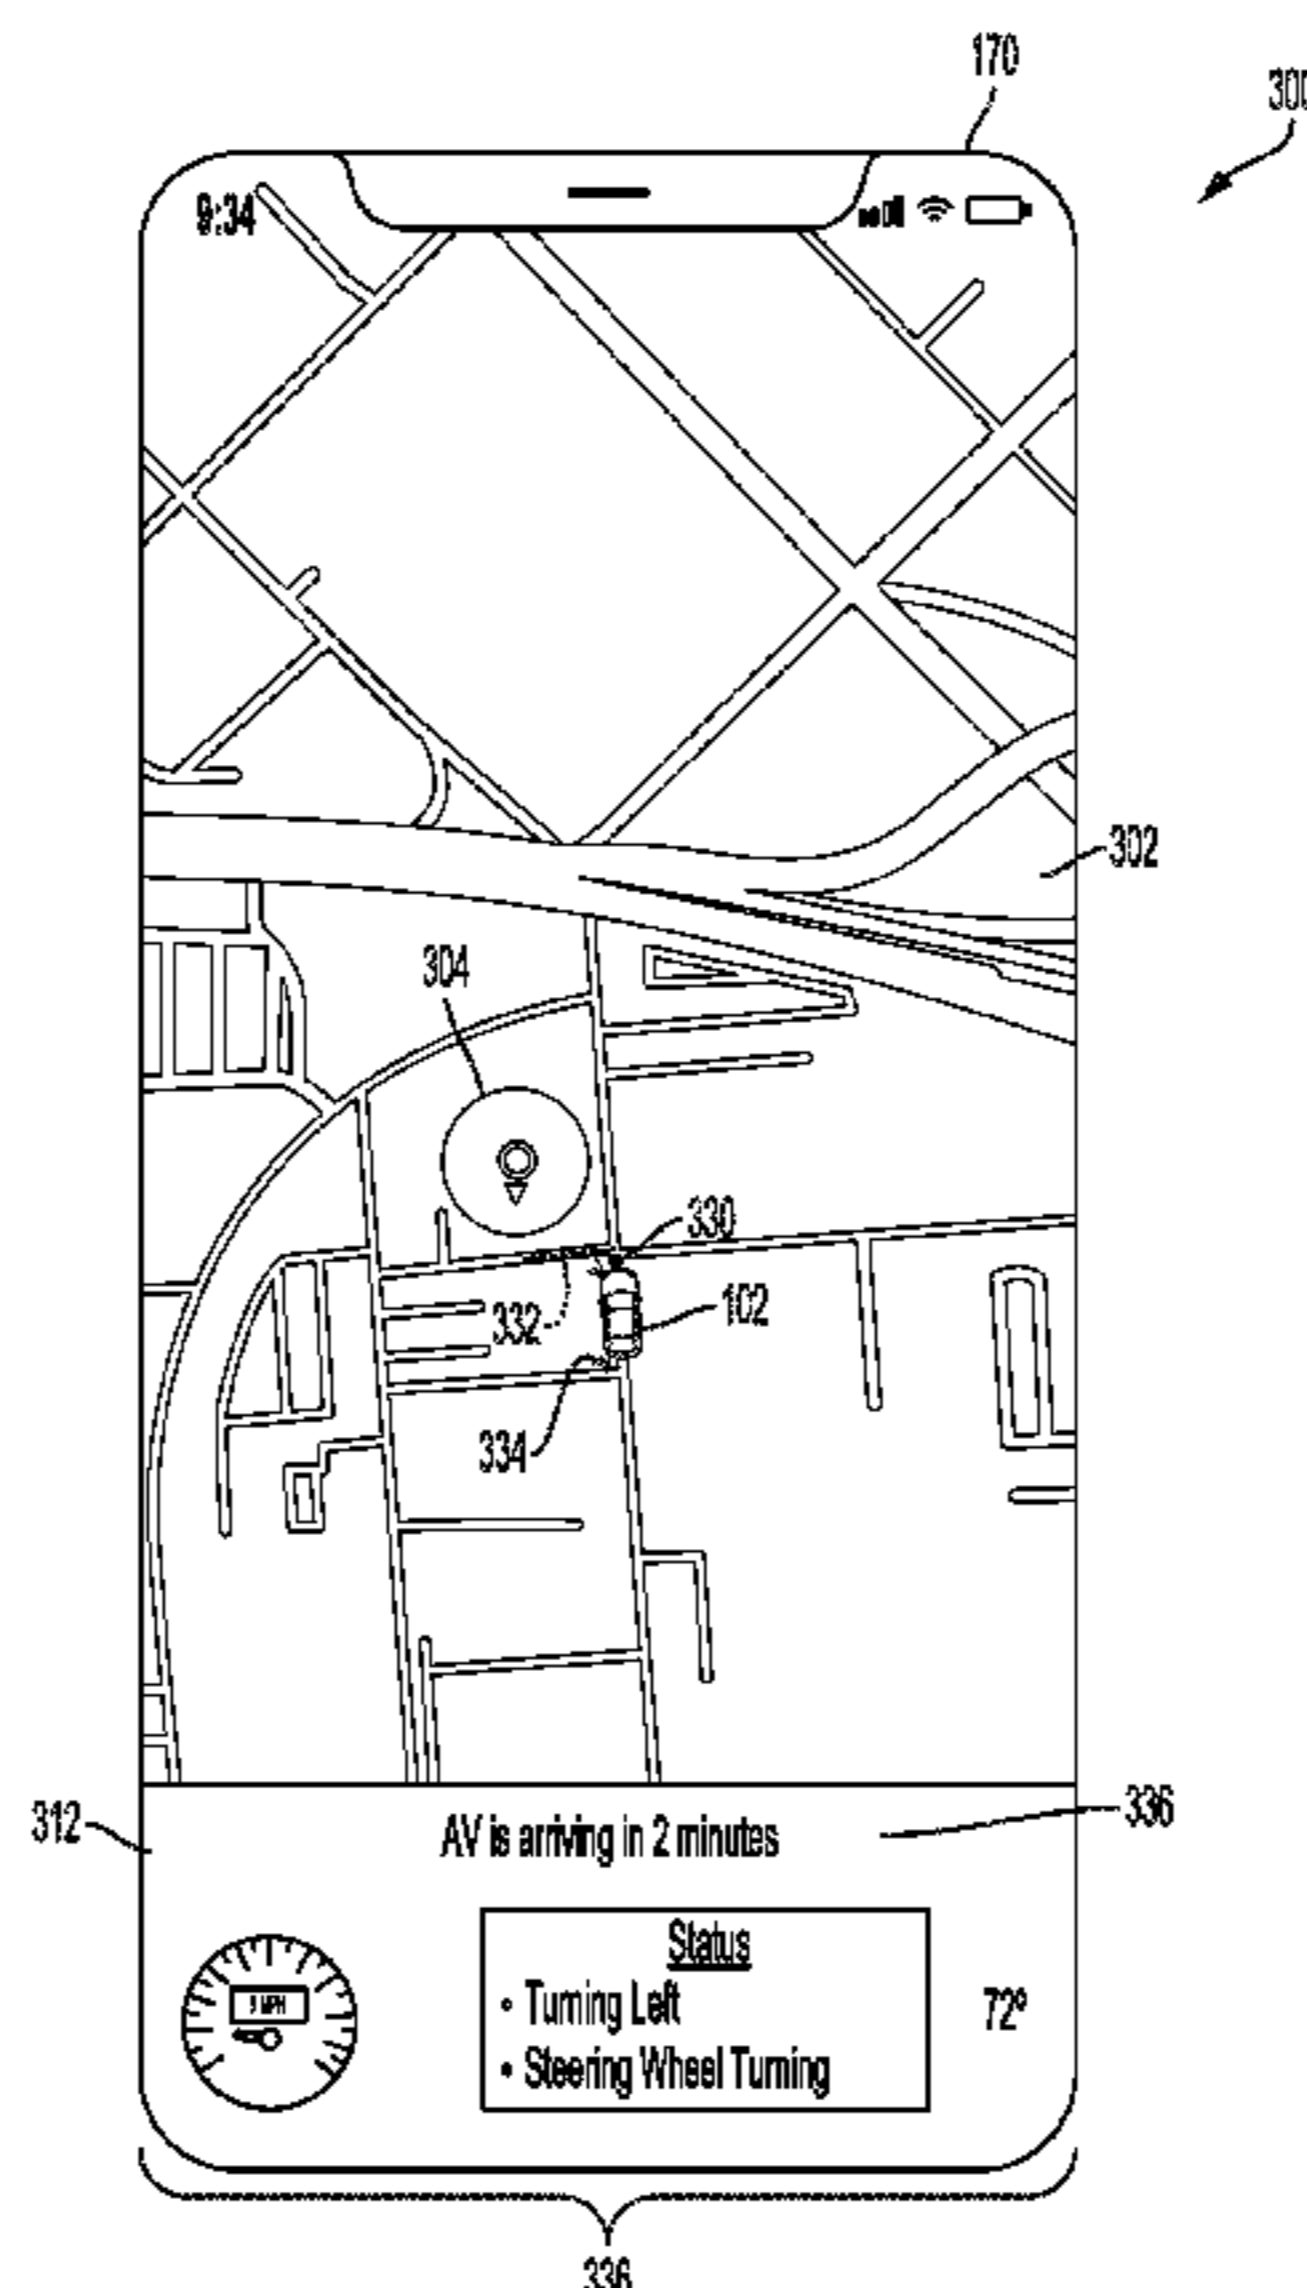 170
300
9:34
302
304
330
332
102
334
312
AV is arriving in 2 minutes
336
Status
MPH
• Turning Left
72°
• Steering Wheel Turning
336